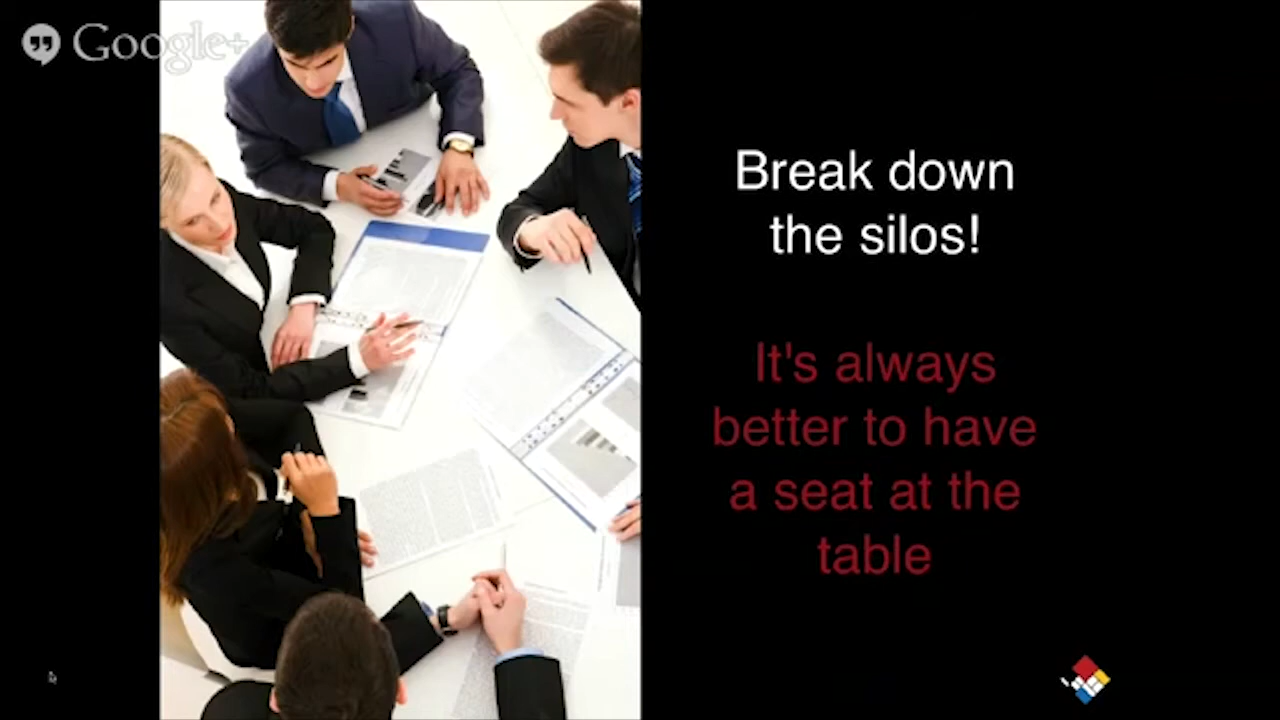 Google+
Break down
the silos!
It's always
better to have
a seat at the
table